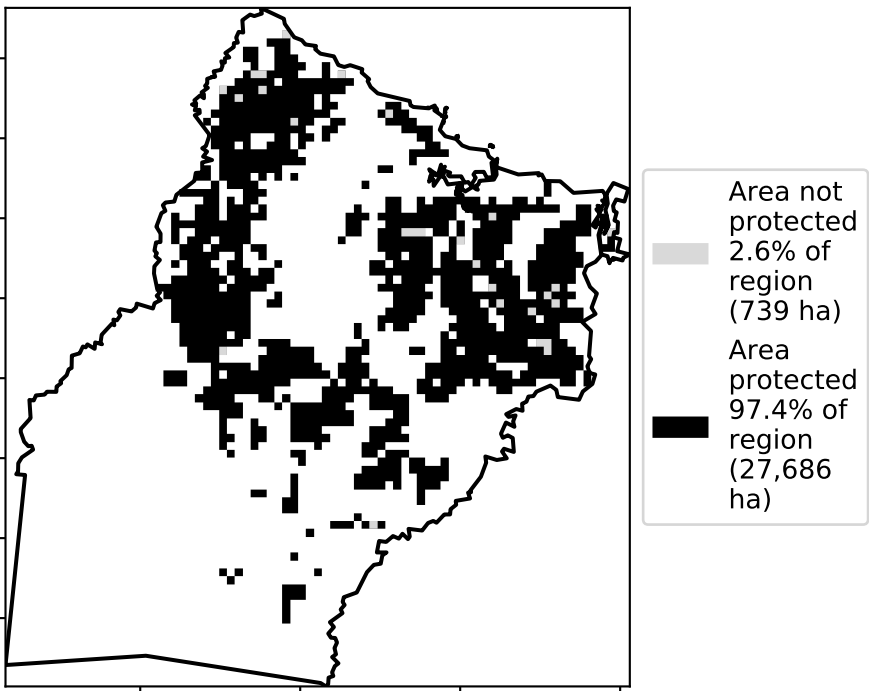 Area not
protected
2.6% of
region
(739 ha)
Area
protected
97.4% of
region
(27,686
ha)